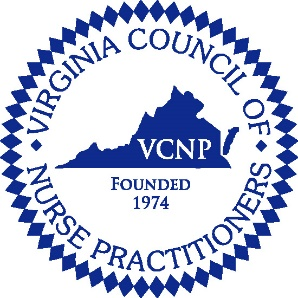 VIRGINIA COUNCIL OF
NURSE PRACTITIONERS
VCNP
FOUNDED
1974